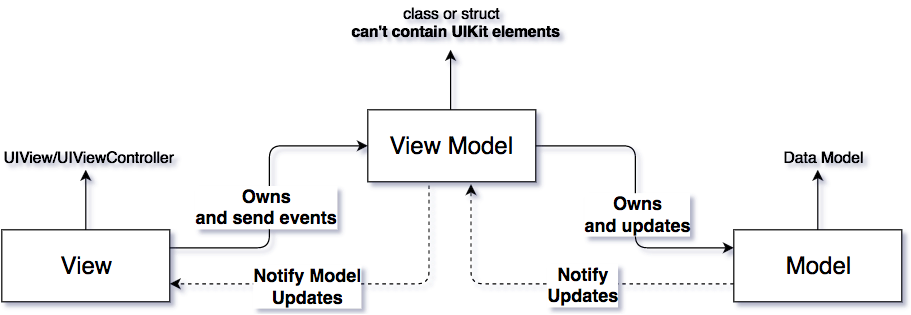 class or struct
can't contain UIKit elements
View Model
UIView/UIViewController
Data Model
Owns
and send events
Owns
and updates
View
Notify Model
Updates
Notify
Updates
Model